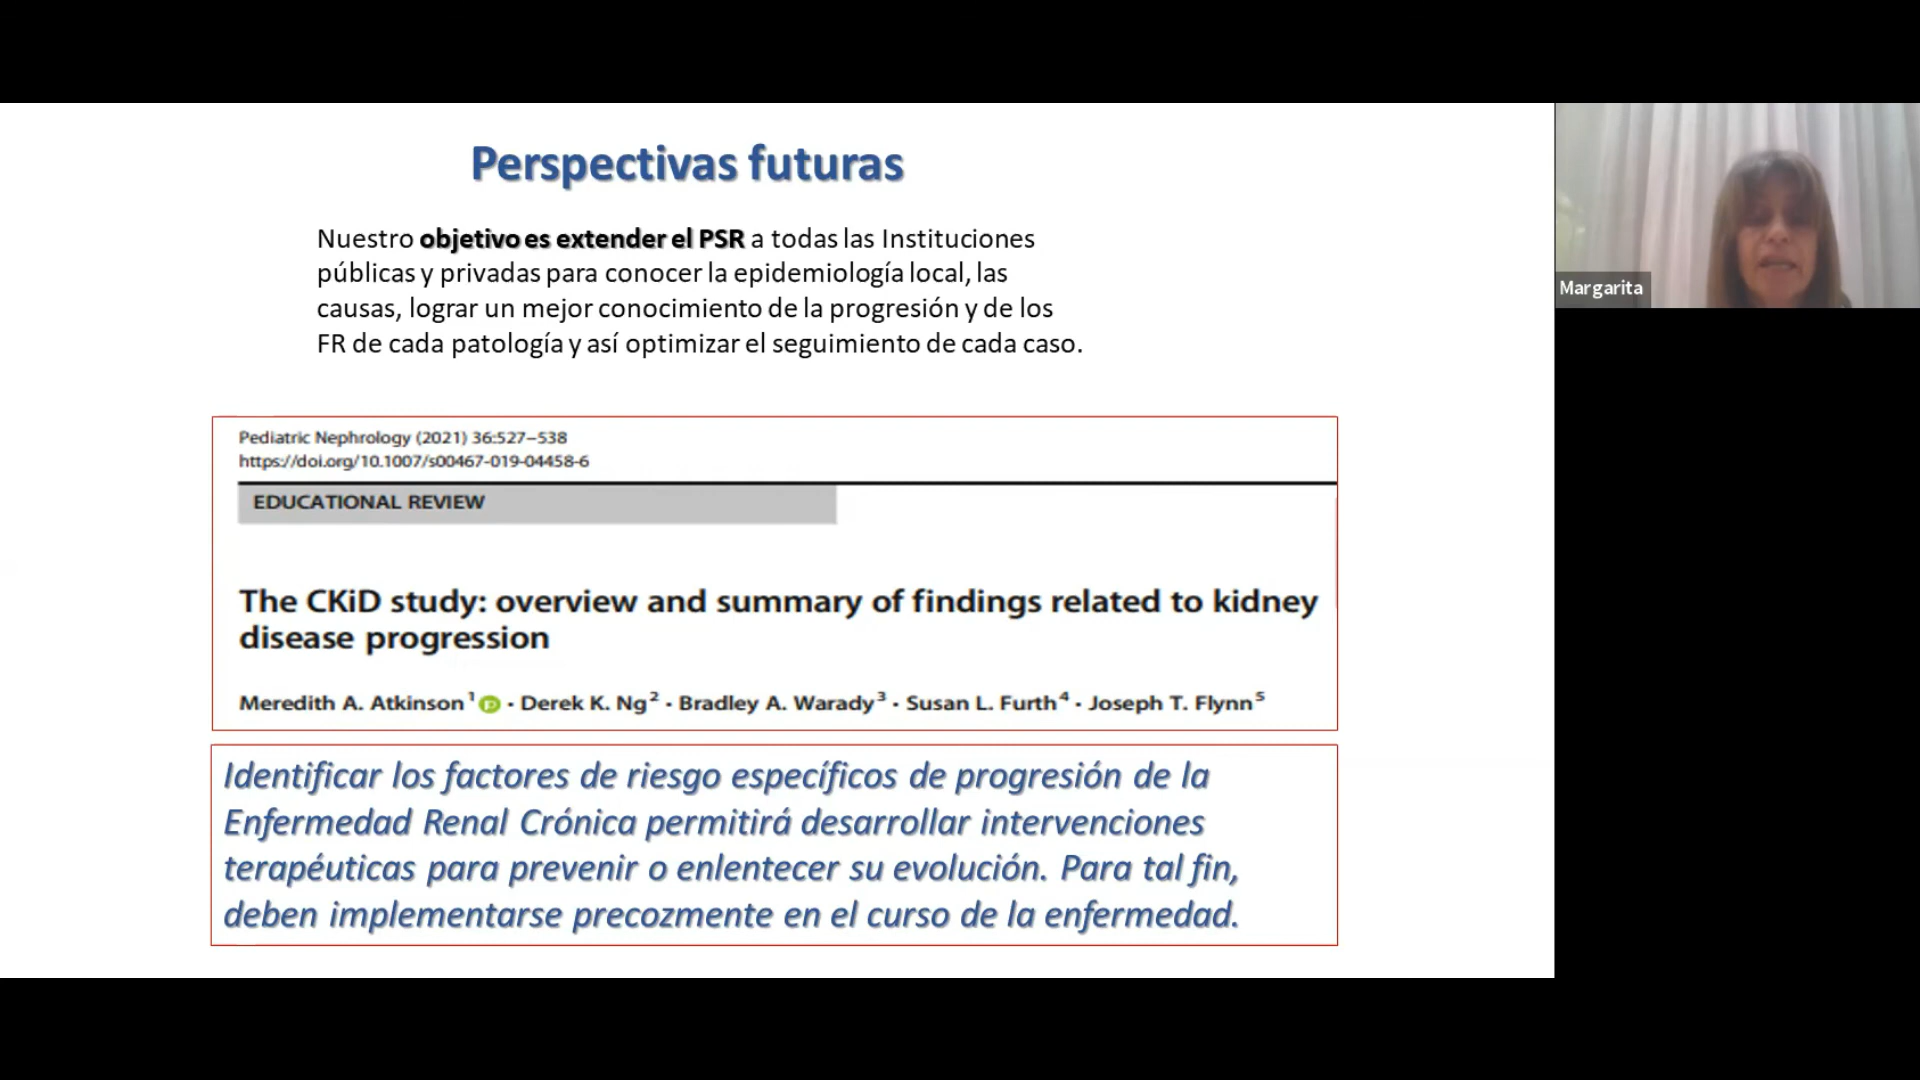 Perspectivas futuras
Nuestro objetivo es extender el PSR a todas las Instituciones
públicas y privadas para conocer la epidemiología local, las
causas, lograr un mejor conocimiento de la progresión y de los
FR de cada patología y así optimizar el seguimiento de cada caso.
Margarita
Pediatric Nephrology (2021) 36:527–538
https://doi.org/10.1007/s00467-019-04458-6
EDUCATIONAL REVIEW
The CKiD study: overview and summary of findings related to kidney
disease progression
Meredith A. Atkinson1 · Derek K. Ng2 · Bradley A. Warady3 · Susan L. Furth4 · Joseph T. Flynn5
Identificar los factores de riesgo específicos de progresión de la
Enfermedad Renal Crónica permitirá desarrollar intervenciones
terapéuticas para prevenir o enlentecer su evolución. Para tal fin,
deben implementarse precozmente en el curso de la enfermedad.